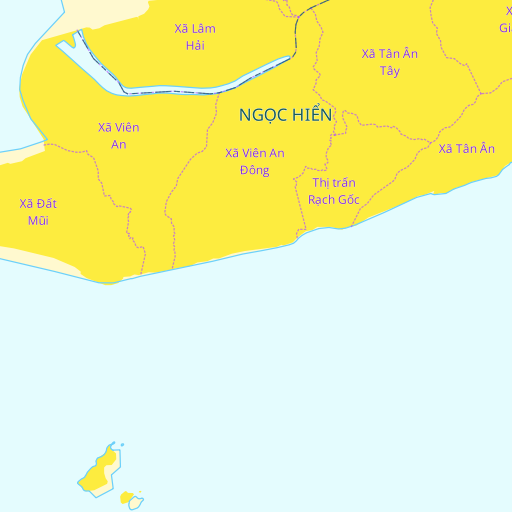 Xã Lâm
Hải
Xã Tân Ân
Tây
NGỌC HIỂN
Xã Viên
An
Xã Viên An
Đông
Xã Tân Ân
Thị trấn
Rạch Gốc
Xã Đất
Mũi